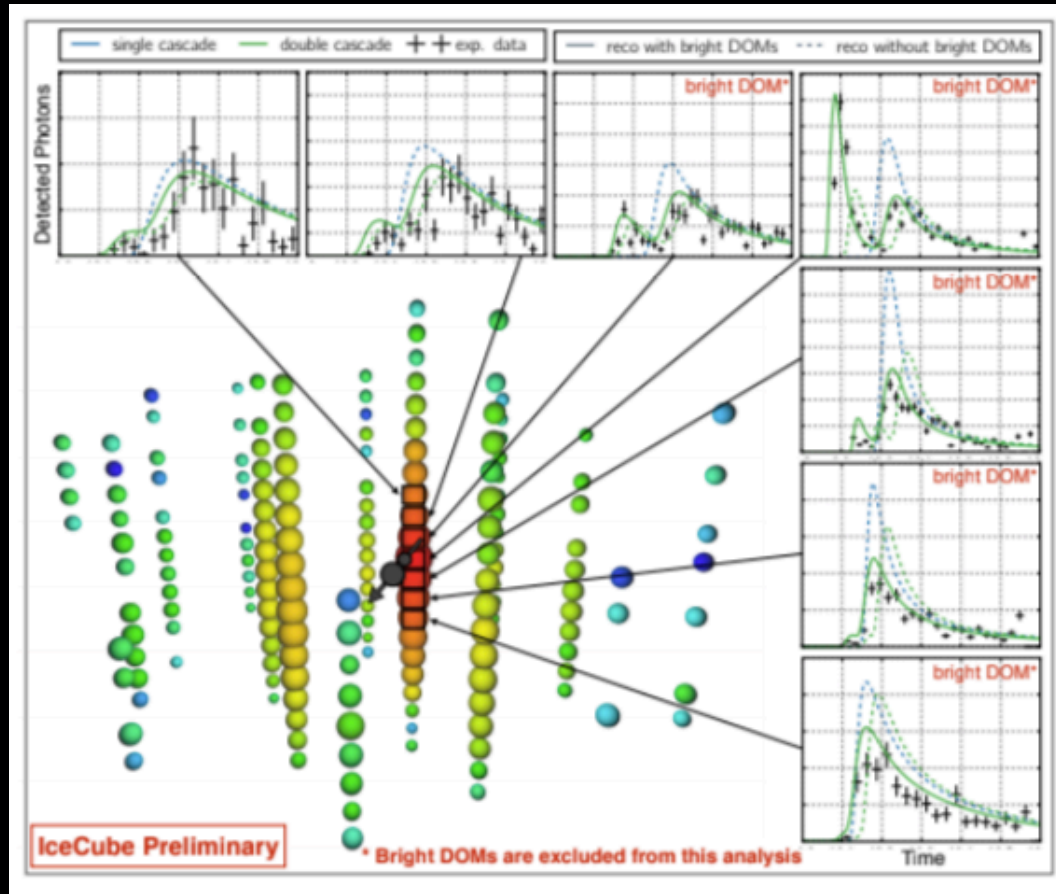 single cascade double cascade exp. data reco with bright DOMs reco without bright DOMs
Detected Photons
bright DOM*
bright DOM*
bright DOM*
bright DOM*
bright DOM*
IceCube Preliminary
* Bright DOMs are excluded from this analysis
Time